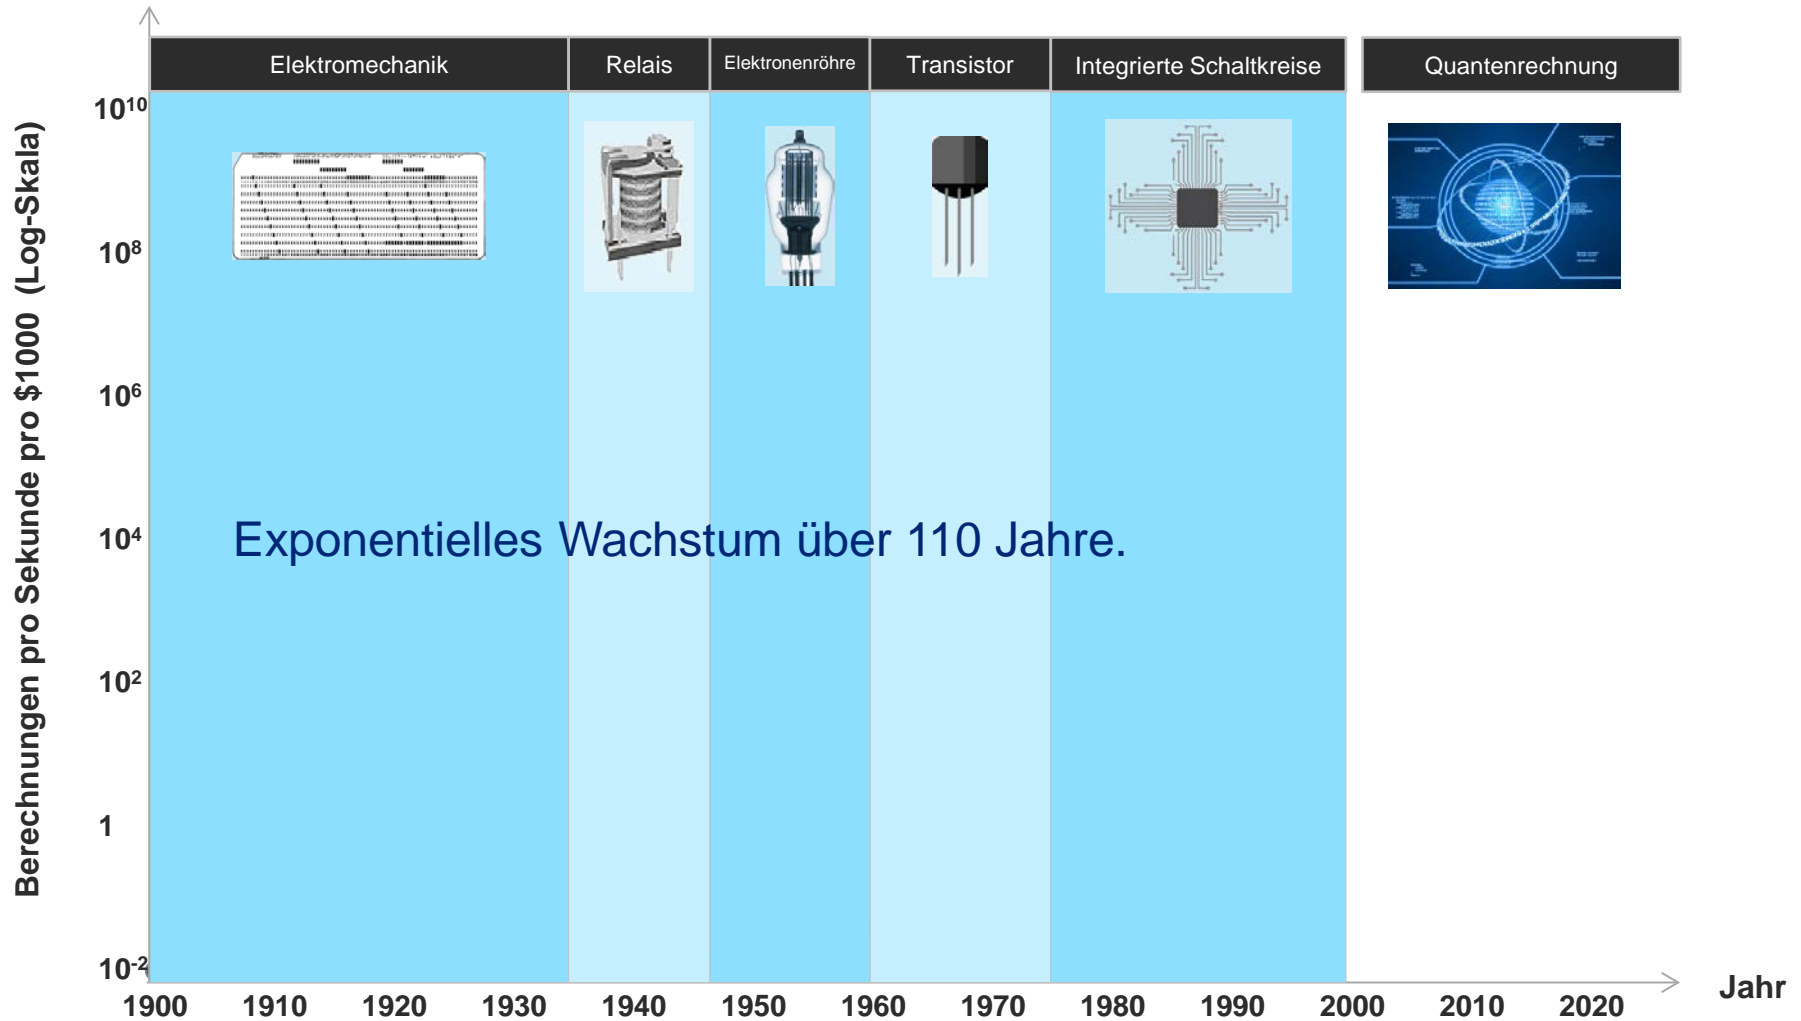 Elektromechanik
Relais
Elektronenröhre
Transistor
Integrierte Schaltkreise
Quantenrechnung
Berechnungen pro Sekunde pro $1000 (Log-Skala)
10¹⁰
10⁸
10⁶
10⁴
10²
1
10⁻²
Exponentielles Wachstum über 110 Jahre.
1900 1910 1920 1930 1940 1950 1960 1970 1980 1990 2000 2010 2020
Jahr